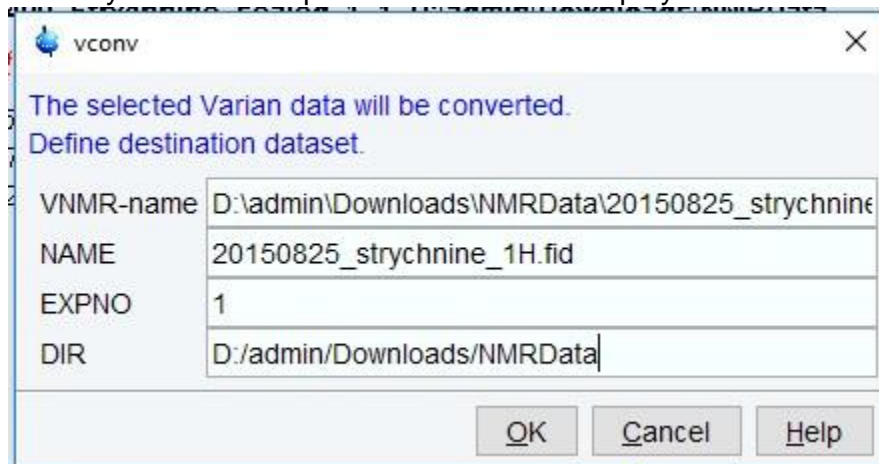 vconv
The selected Varian data will be converted.
Define destination dataset.
VNMR-name D:\admin\Downloads\NMRData\20150825_strychnine
NAME 20150825_strychnine_1H.fid
EXPNO 1
DIR D:/admin/Downloads/NMRData
OK Cancel Help